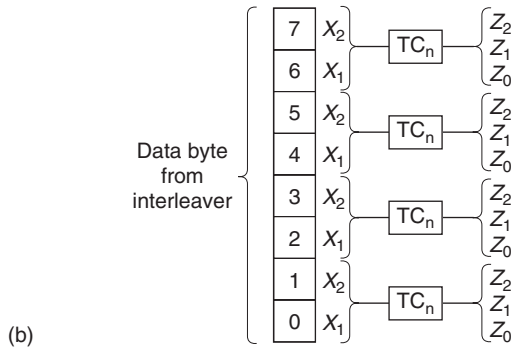 7 X₂ Z₂
TCₙ Z₁
6 X₁ Z₀
5 X₂ Z₂
TCₙ Z₁
4 X₁ Z₀
Data byte
from
interleaver
3 X₂ Z₂
TCₙ Z₁
2 X₁ Z₀
1 X₂ Z₂
TCₙ Z₁
0 X₁ Z₀
(b)